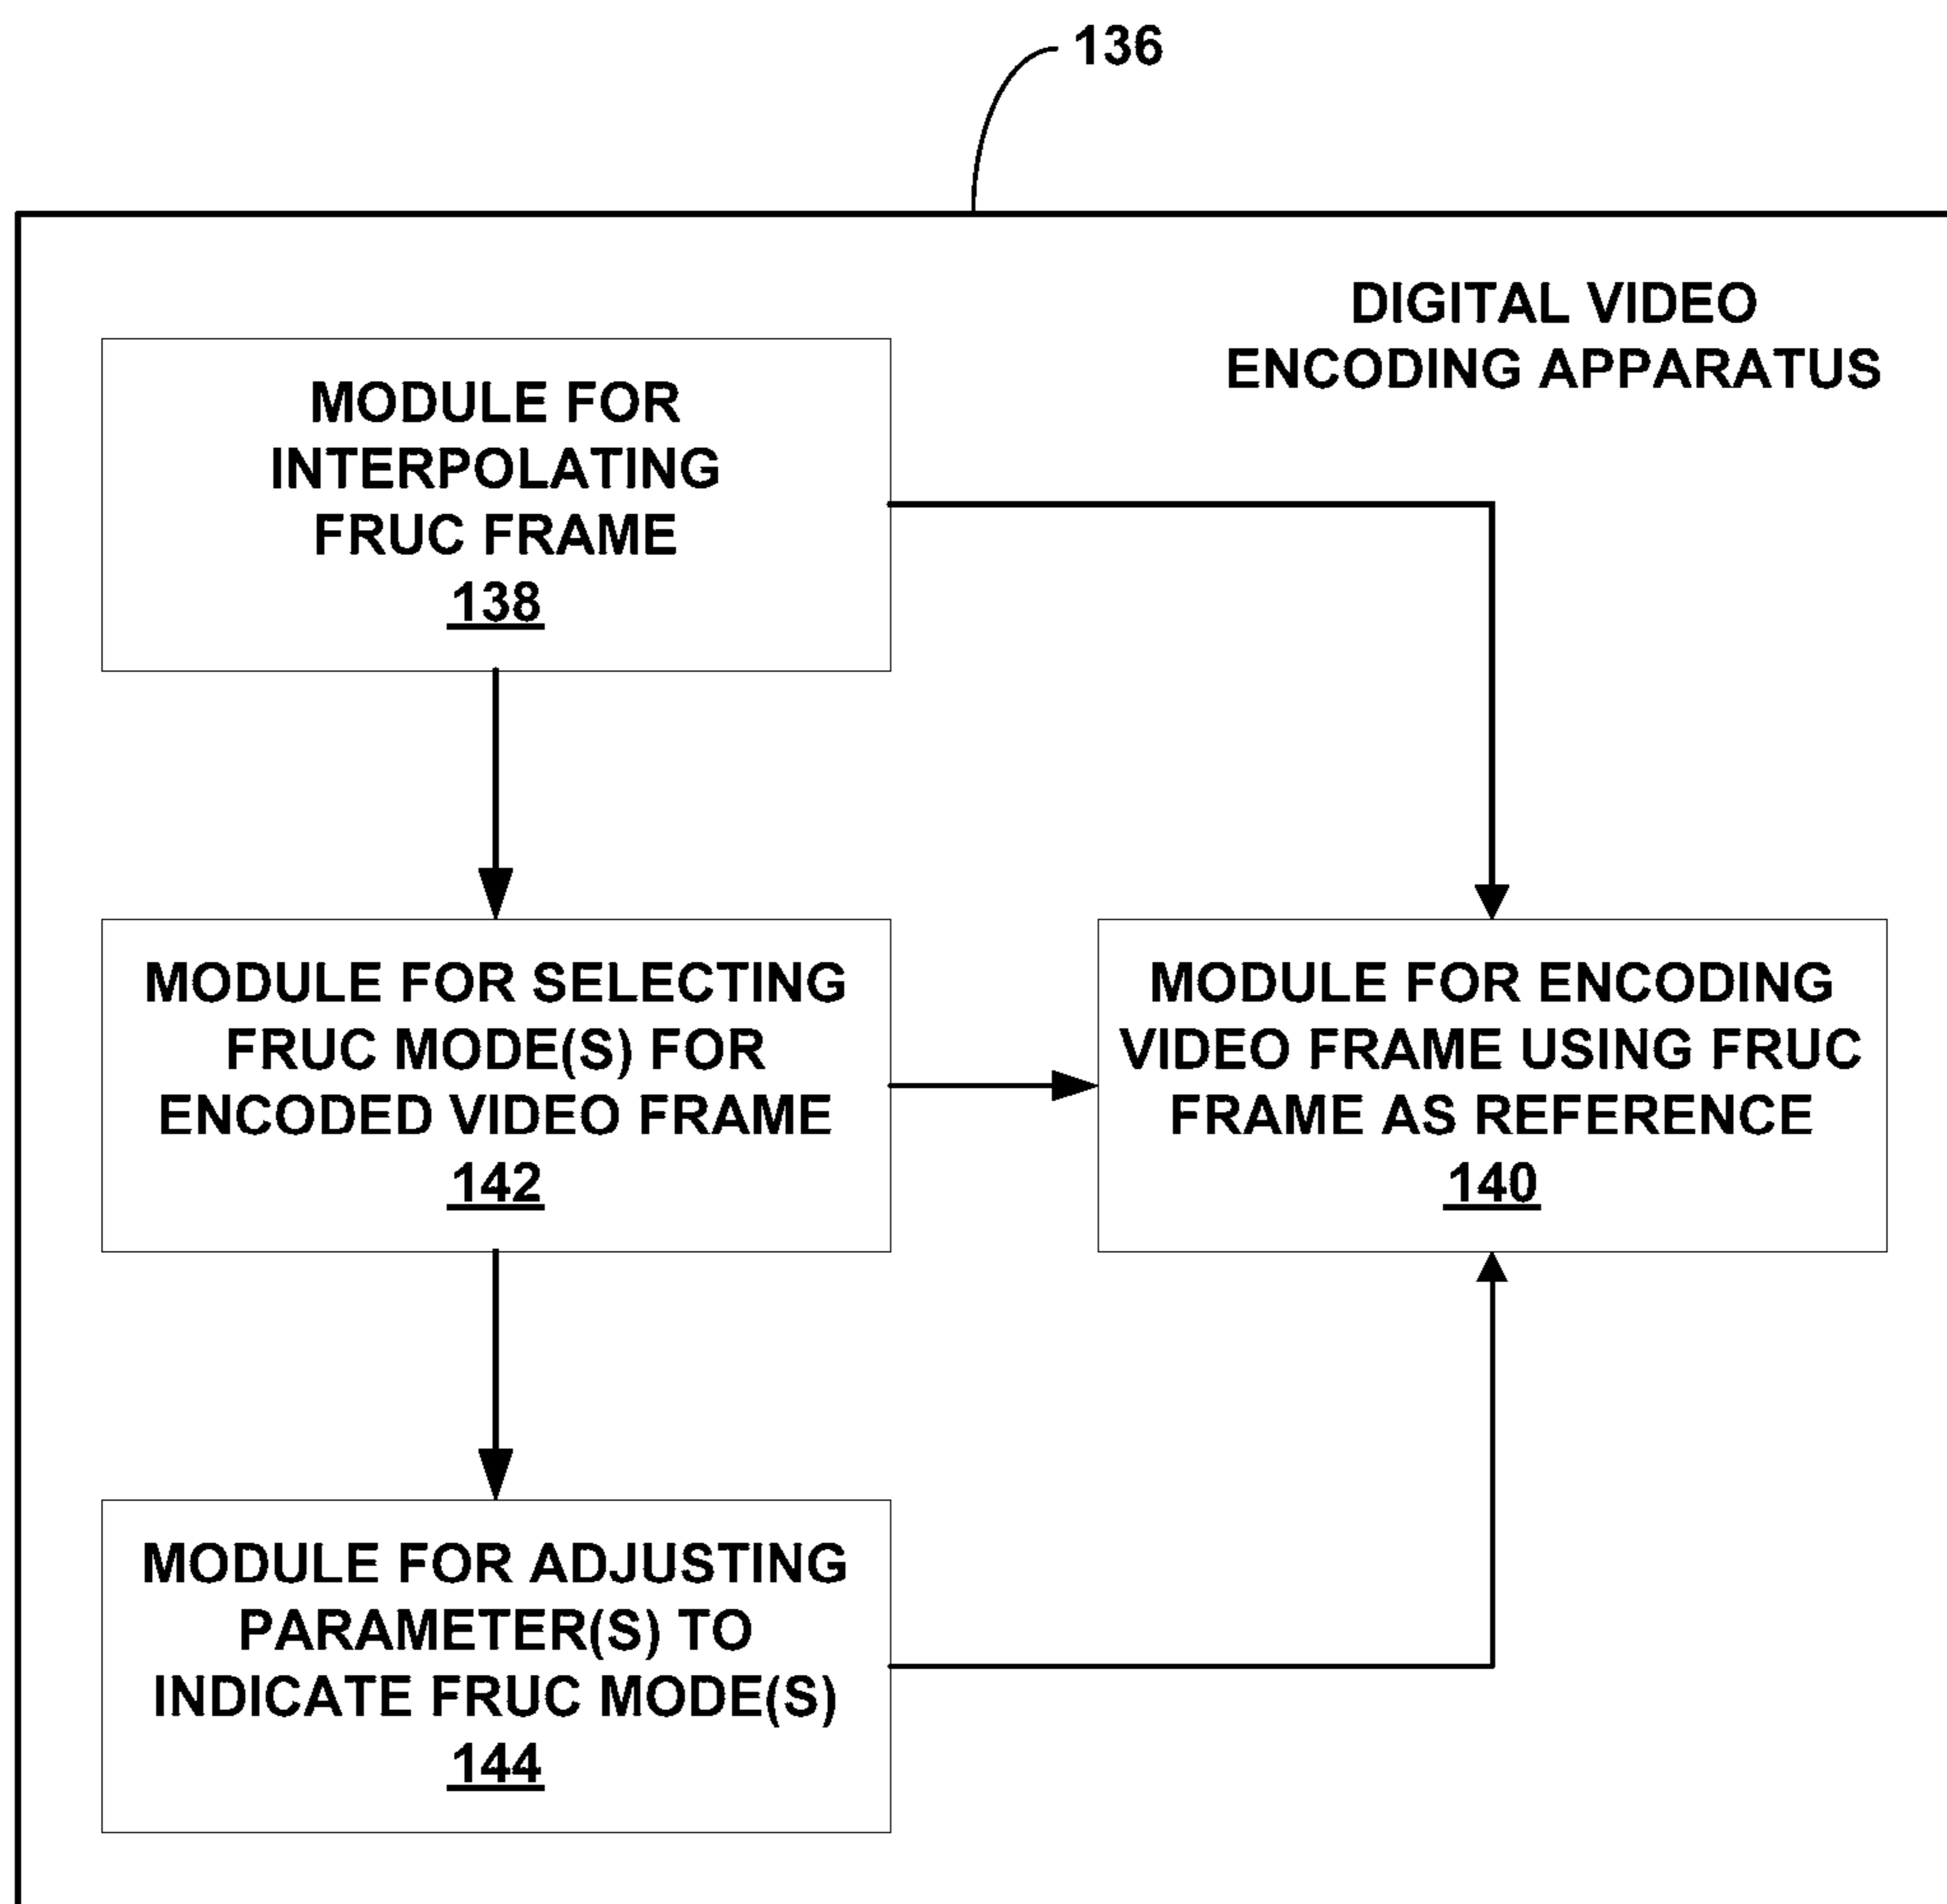 136
DIGITAL VIDEO
ENCODING APPARATUS
MODULE FOR
INTERPOLATING
FRUC FRAME
138
MODULE FOR SELECTING
FRUC MODE(S) FOR
ENCODED VIDEO FRAME
142
MODULE FOR ENCODING
VIDEO FRAME USING FRUC
FRAME AS REFERENCE
140
MODULE FOR ADJUSTING
PARAMETER(S) TO
INDICATE FRUC MODE(S)
144